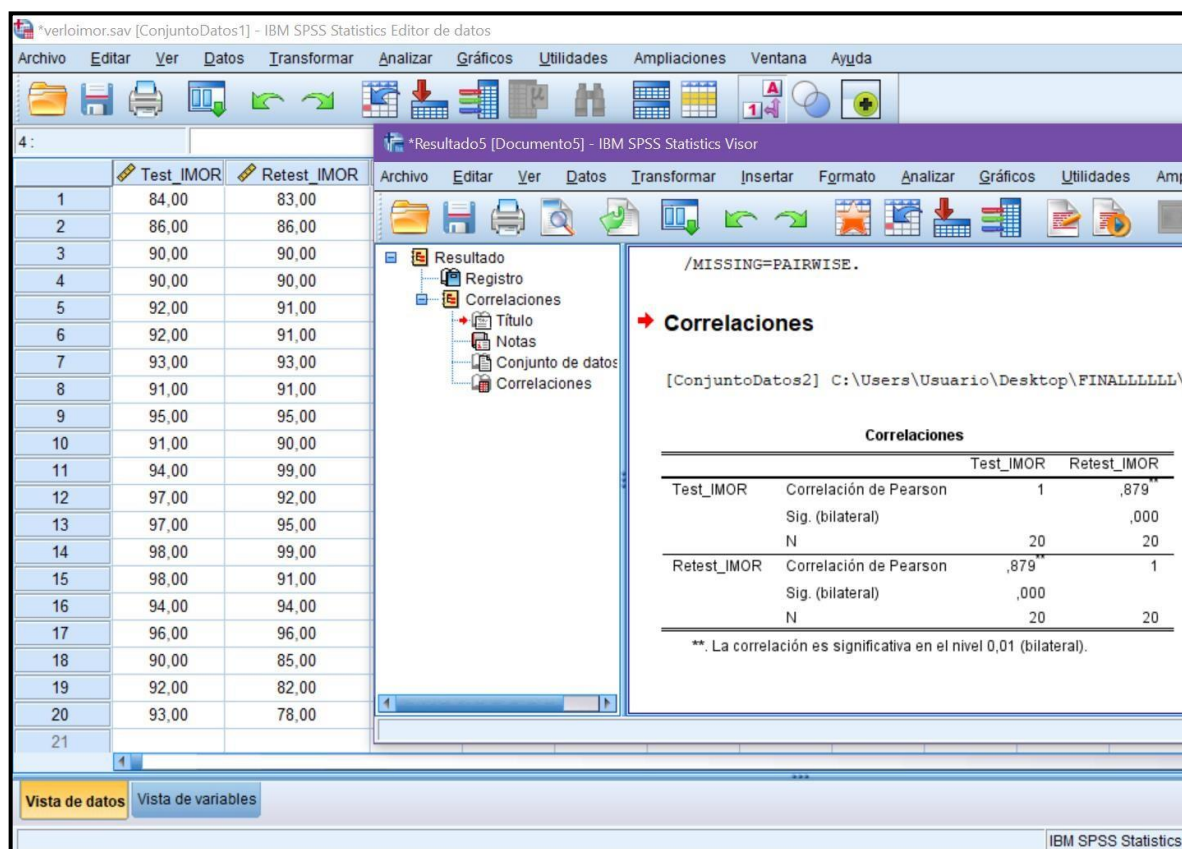 *verloimor.sav [ConjuntoDatos1] - IBM SPSS Statistics Editor de datos
Archivo Editar Ver Datos Transformar Analizar Gráficos Utilidades Ampliaciones Ventana Ayuda
4 :
Test_IMOR Retest_IMOR
1 84,00 83,00
2 86,00 86,00
3 90,00 90,00
4 90,00 90,00
5 92,00 91,00
6 92,00 91,00
7 93,00 93,00
8 91,00 91,00
9 95,00 95,00
10 91,00 90,00
11 94,00 99,00
12 97,00 92,00
13 97,00 95,00
14 98,00 99,00
15 98,00 91,00
16 94,00 94,00
17 96,00 96,00
18 90,00 85,00
19 92,00 82,00
20 93,00 78,00
21
*Resultado5 [Documento5] - IBM SPSS Statistics Visor
Archivo Editar Ver Datos Transformar Insertar Formato Analizar Gráficos Utilidades Amp
Resultado
Registro
Correlaciones
Título
Notas
Conjunto de datos
Correlaciones
/MISSING=PAIRWISE.
Correlaciones
[ConjuntoDatos2] C:\Users\Usuario\Desktop\FINALLLLLL\
Correlaciones
Test_IMOR Retest_IMOR
Test_IMOR Correlación de Pearson 1 ,879**
Sig. (bilateral) ,000
N 20 20
Retest_IMOR Correlación de Pearson ,879** 1
Sig. (bilateral) ,000
N 20 20
**. La correlación es significativa en el nivel 0,01 (bilateral).
Vista de datos Vista de variables
IBM SPSS Statistics